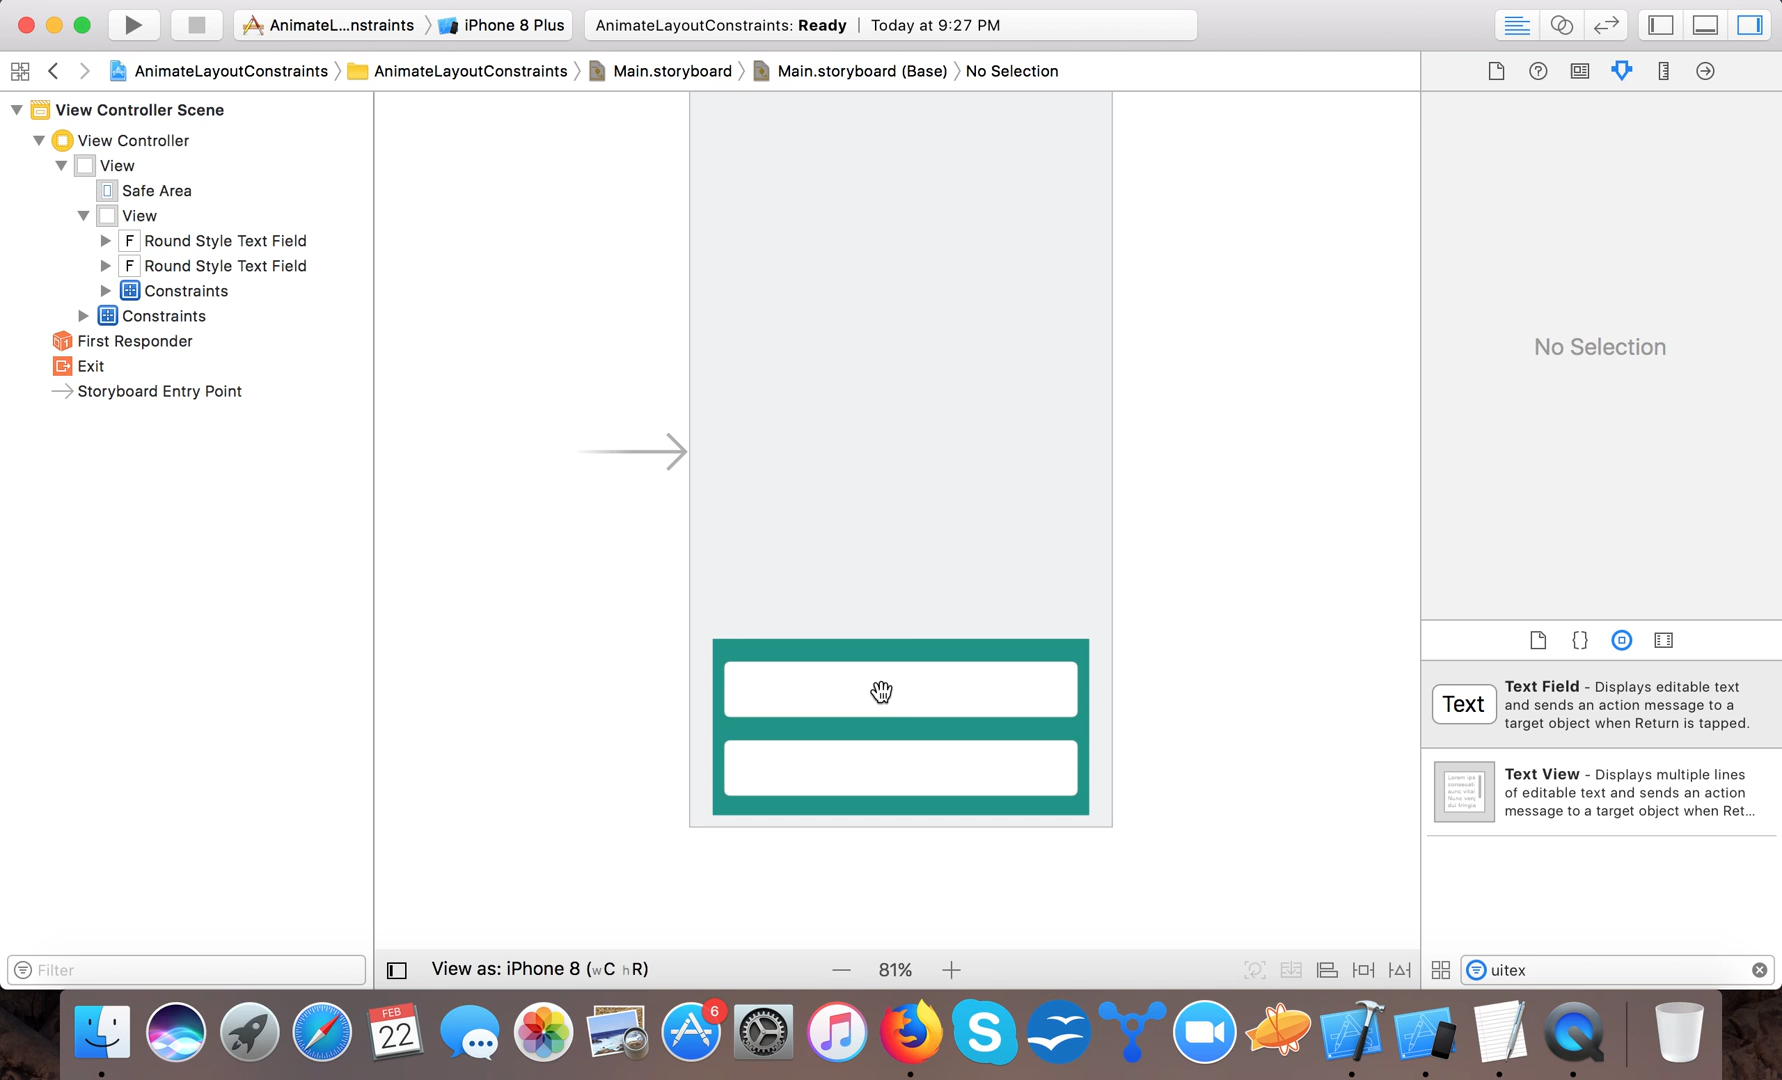 AnimateL...nstraints
iPhone 8 Plus
AnimateLayoutConstraints: Ready
Today at 9:27 PM
AnimateLayoutConstraints
AnimateLayoutConstraints
Main.storyboard
Main.storyboard (Base)
No Selection
View Controller Scene
View Controller
View
Safe Area
View
F Round Style Text Field
F Round Style Text Field
Constraints
Constraints
First Responder
Exit
Storyboard Entry Point
No Selection
Text
Text Field - Displays editable text
and sends an action message to a
target object when Return is tapped.
Text View - Displays multiple lines
of editable text and sends an action
message to a target object when Ret...
Filter
View as: iPhone 8 (wC hR)
81%
uitex
FEB
22
6